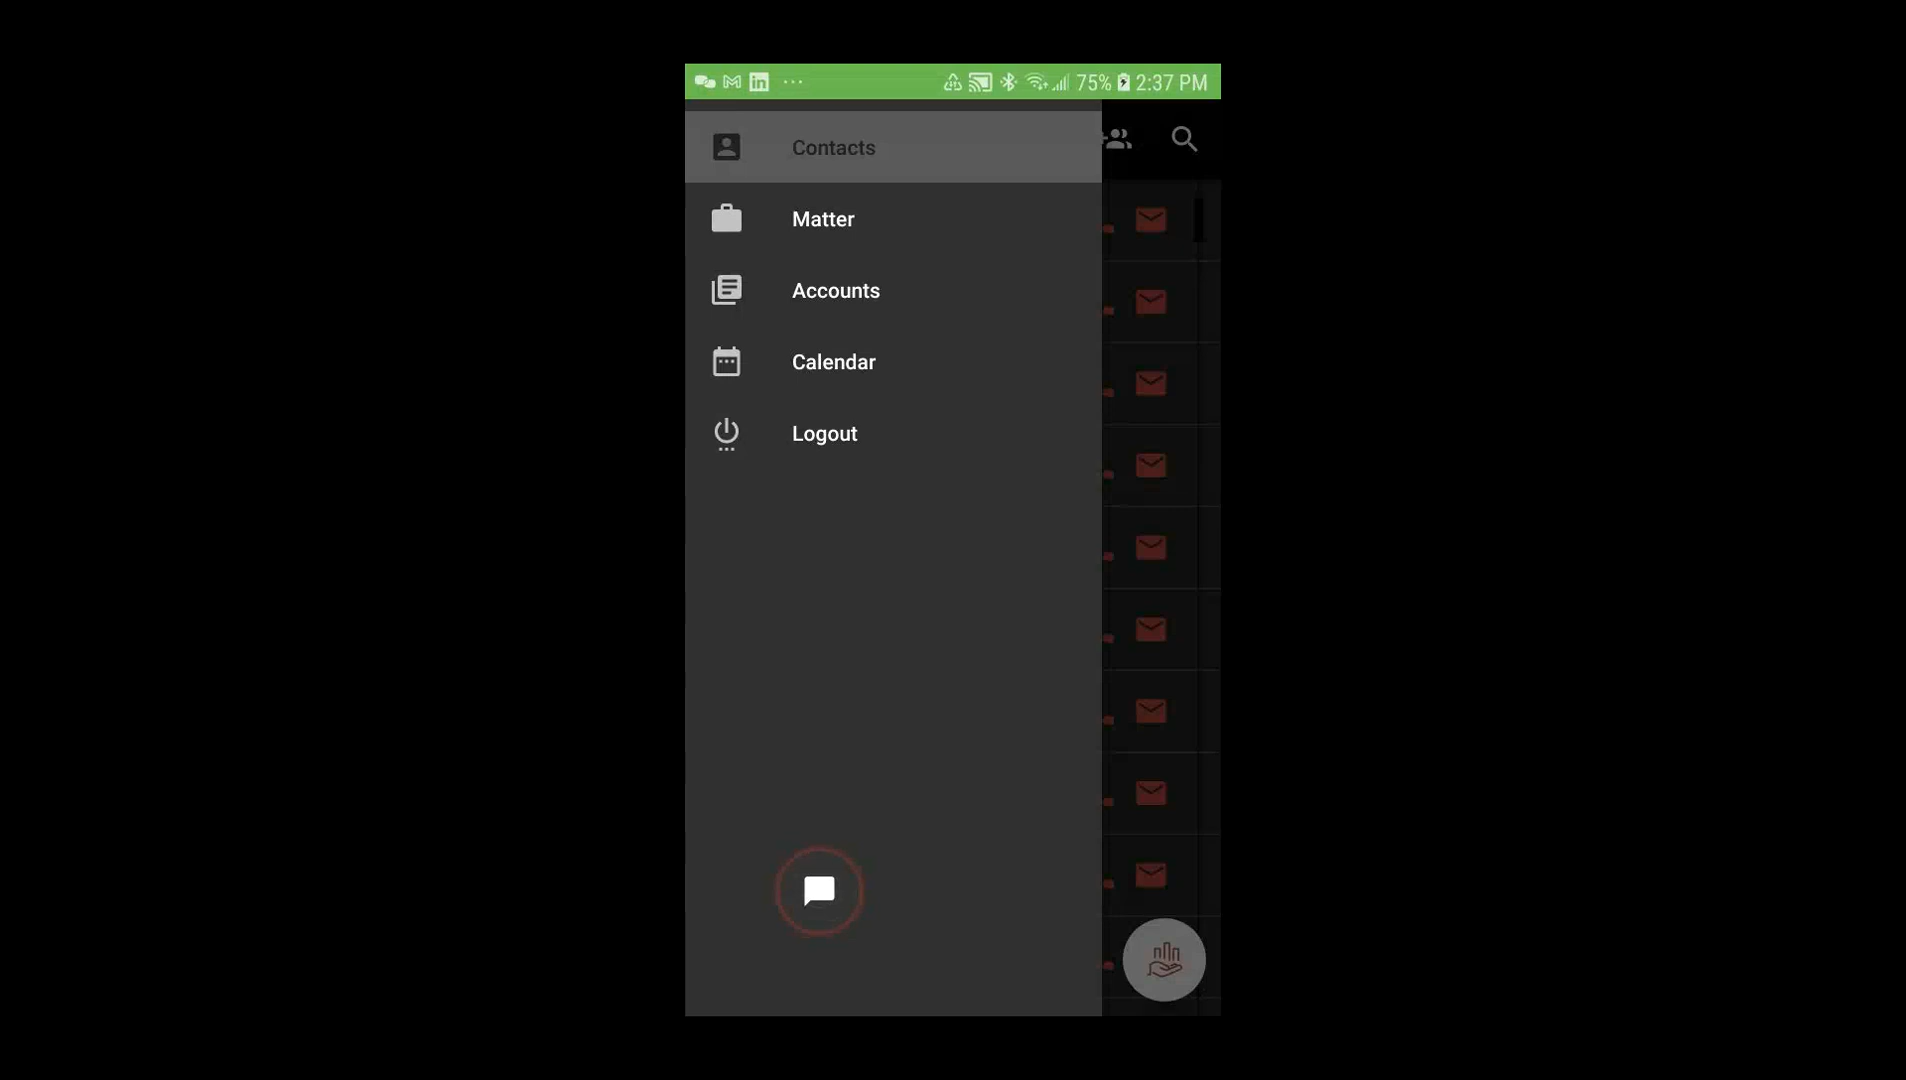 75% 2:37 PM
Contacts
Matter
Accounts
Calendar
Logout